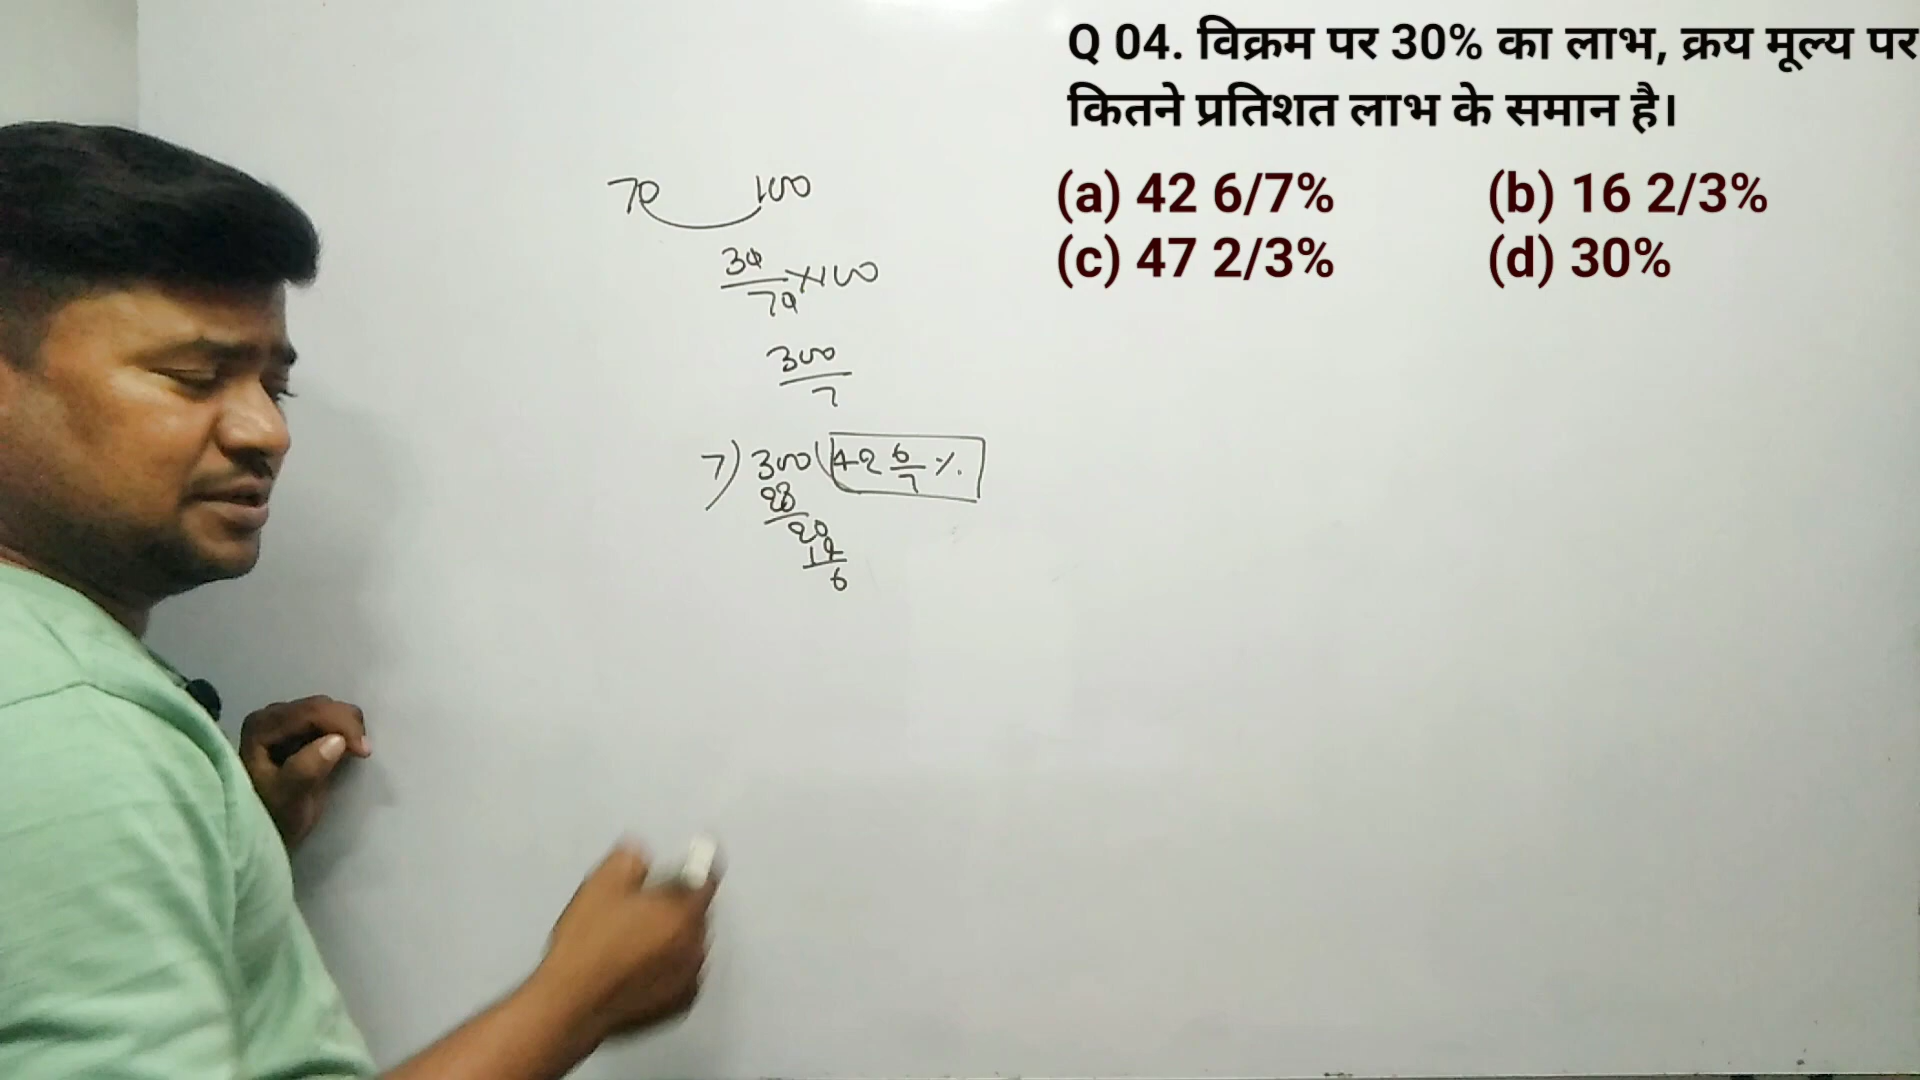 Q 04. विक्रम पर 30% का लाभ, क्रय मूल्य पर
कितने प्रतिशत लाभ के समान है।
(a) 42 6/7% (b) 16 2/3%
(c) 47 2/3% (d) 30%
70 100
30/70 ×100
300/7
7)300(42 6/7 %
28
20
14
6